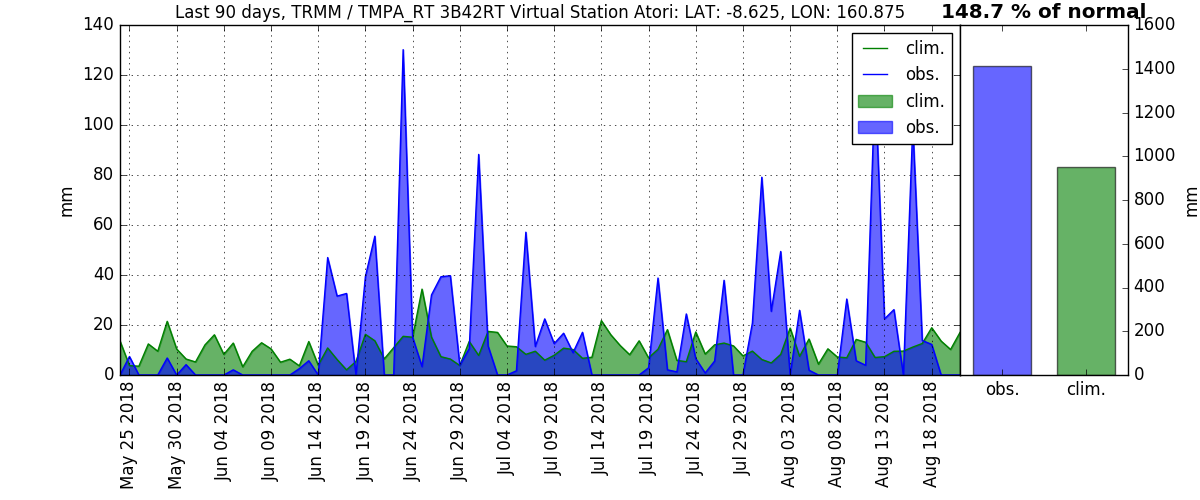 Last 90 days, TRMM / TMPA_RT 3B42RT Virtual Station Atori: LAT: -8.625, LON: 160.875
148.7 % of normal
140
120
100
80
60
40
20
0
mm
clim.
obs.
clim.
obs.
1600
1400
1200
1000
800
600
400
200
0
mm
obs.
clim.
May 25 2018
May 30 2018
Jun 04 2018
Jun 09 2018
Jun 14 2018
Jun 19 2018
Jun 24 2018
Jun 29 2018
Jul 04 2018
Jul 09 2018
Jul 14 2018
Jul 19 2018
Jul 24 2018
Jul 29 2018
Aug 03 2018
Aug 08 2018
Aug 13 2018
Aug 18 2018